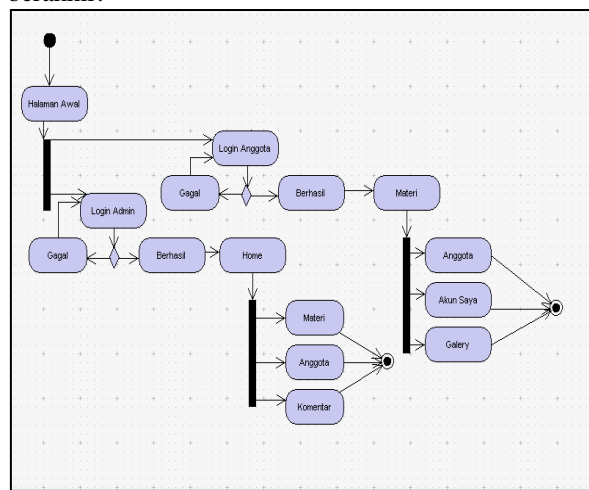 Halaman Awal
Login Anggota
Gagal
Berhasil
Materi
Login Admin
Gagal
Berhasil
Home
Anggota
Akun Saya
Galery
Materi
Anggota
Komentar